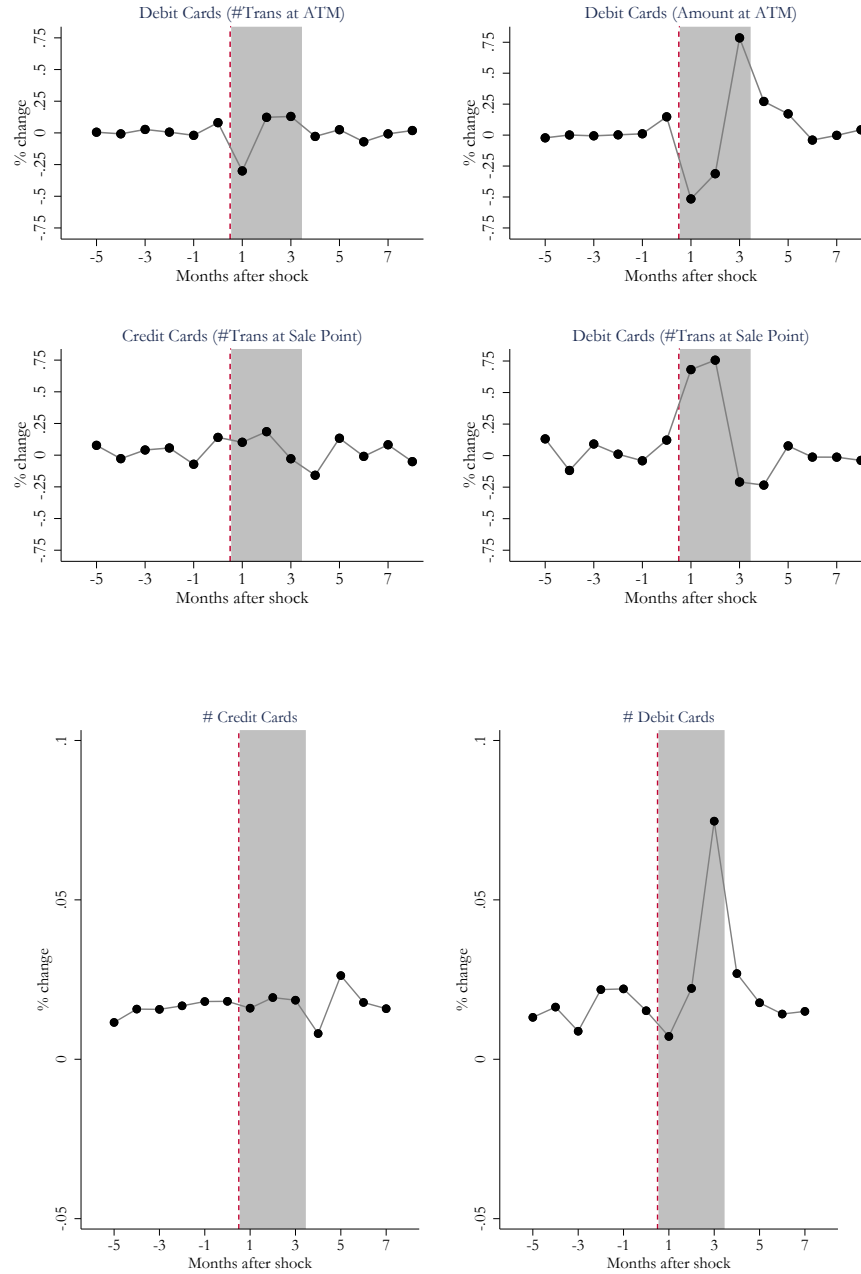 Debit Cards (#Trans at ATM)
% change
.75
.5
.25
0
-.25
-.5
-.75
-5 -3 -1 1 3 5 7
Months after shock
Debit Cards (Amount at ATM)
% change
.75
.5
.25
0
-.25
-.5
-.75
-5 -3 -1 1 3 5 7
Months after shock
Credit Cards (#Trans at Sale Point)
% change
.75
.5
.25
0
-.25
-.5
-.75
-5 -3 -1 1 3 5 7
Months after shock
Debit Cards (#Trans at Sale Point)
% change
.75
.5
.25
0
-.25
-.5
-.75
-5 -3 -1 1 3 5 7
Months after shock
# Credit Cards
% change
.1
.05
0
-.05
-5 -3 -1 1 3 5 7
Months after shock
# Debit Cards
% change
.1
.05
0
-.05
-5 -3 -1 1 3 5 7
Months after shock